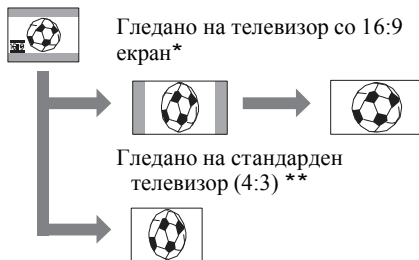 Гледано на телевизор со 16:9
екран*
Гледано на стандарден
телевизор (4:3) **